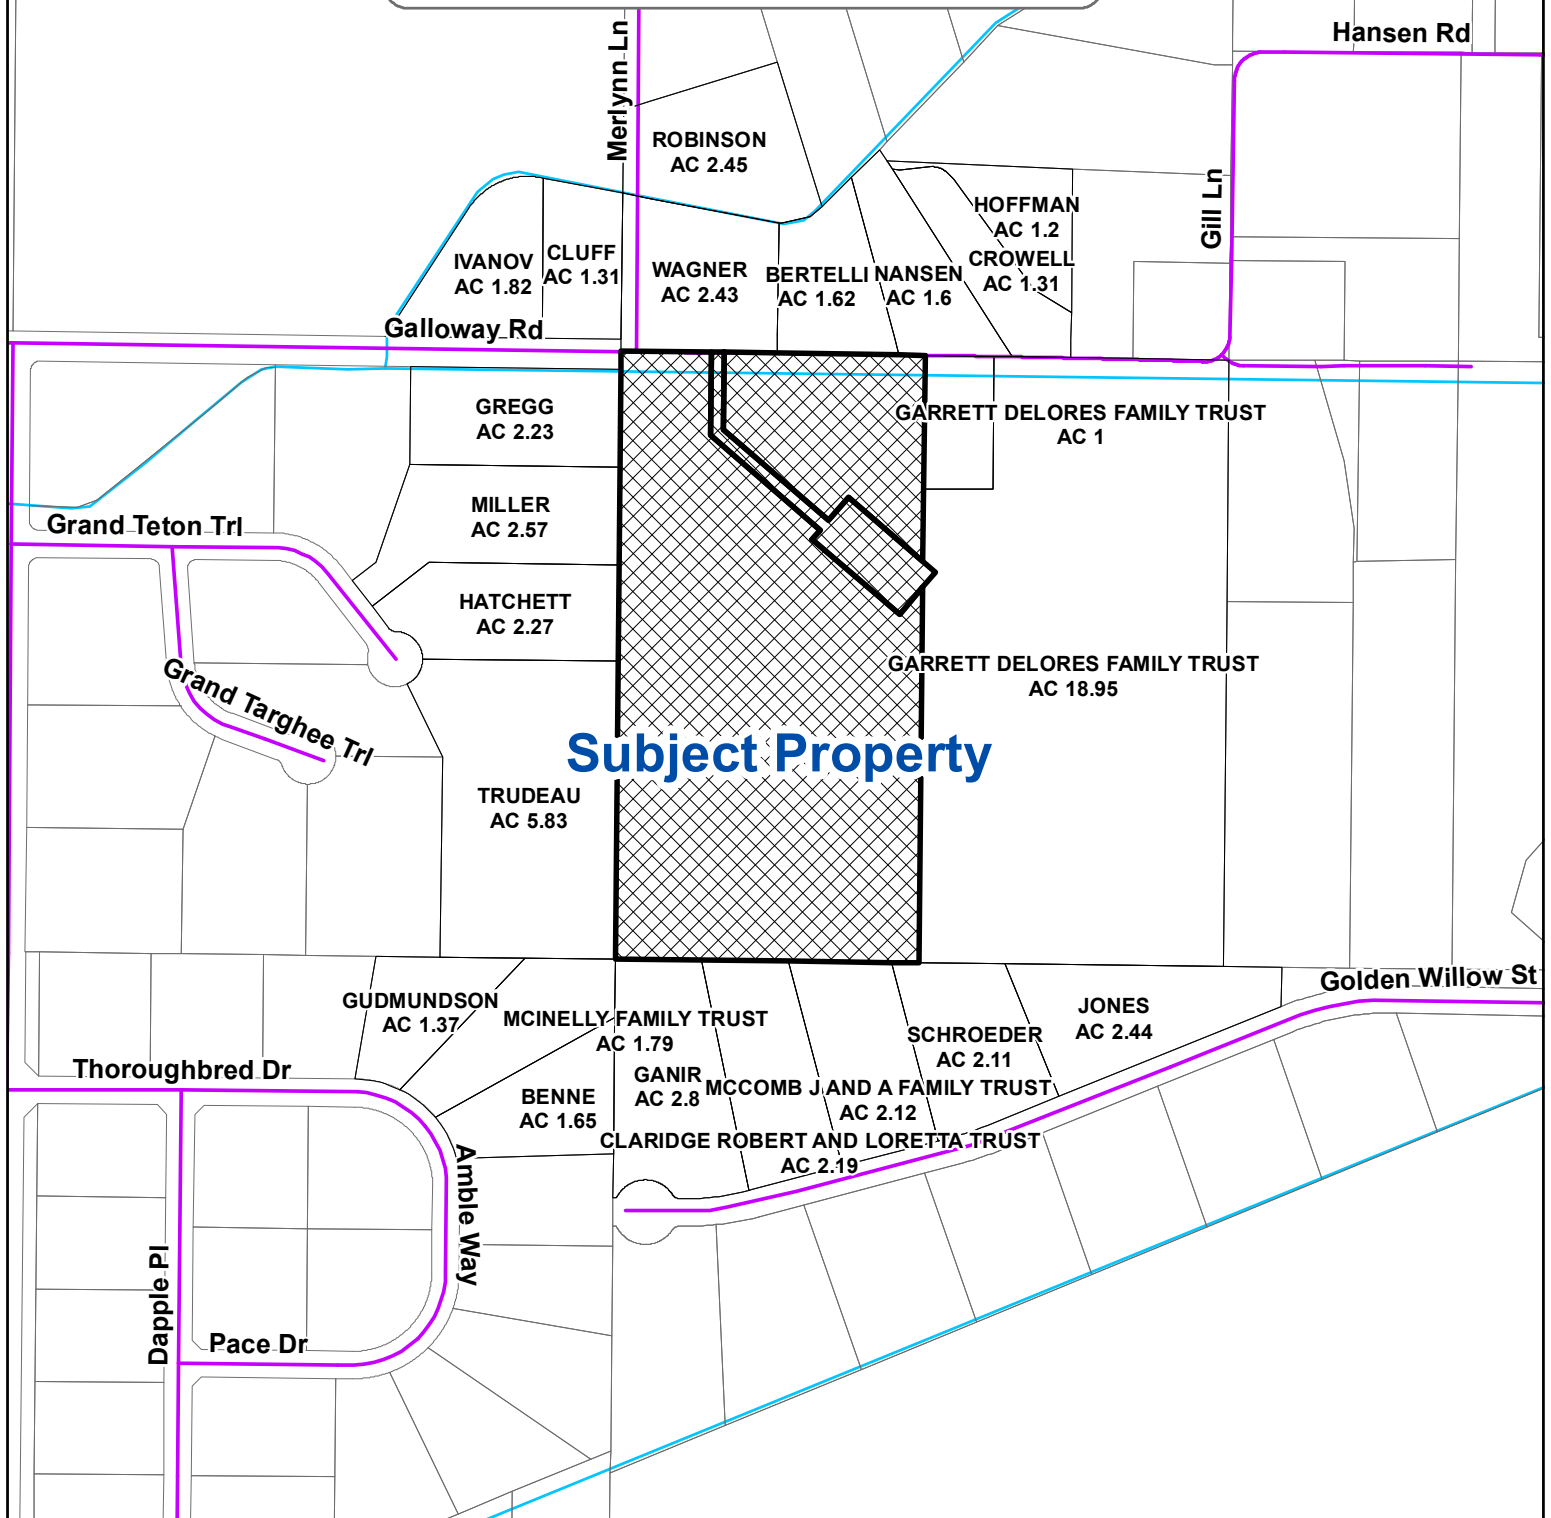 Hansen Rd
Merlynn Ln
ROBINSON
AC 2.45
Gill Ln
HOFFMAN
AC 1.2
CROWELL
AC 1.31
IVANOV
AC 1.82
CLUFF
AC 1.31
WAGNER
AC 2.43
BERTELLI
AC 1.62
NANSEN
AC 1.6
Galloway Rd
GREGG
AC 2.23
GARRETT DELORES FAMILY TRUST
AC 1
MILLER
AC 2.57
Grand Teton Trl
HATCHETT
AC 2.27
GARRETT DELORES FAMILY TRUST
AC 18.95
Grand Targhee Trl
Subject Property
TRUDEAU
AC 5.83
Golden Willow St
GUDMUNDSON
AC 1.37
MCINELLY FAMILY TRUST
AC 1.79
JONES
AC 2.44
SCHROEDER
AC 2.11
Thoroughbred Dr
GANIR
AC 2.8
MCCOMB J AND A FAMILY TRUST
AC 2.12
BENNE
AC 1.65
CLARIDGE ROBERT AND LORETTA TRUST
AC 2.19
Amble Way
Dapple Pl
Pace Dr